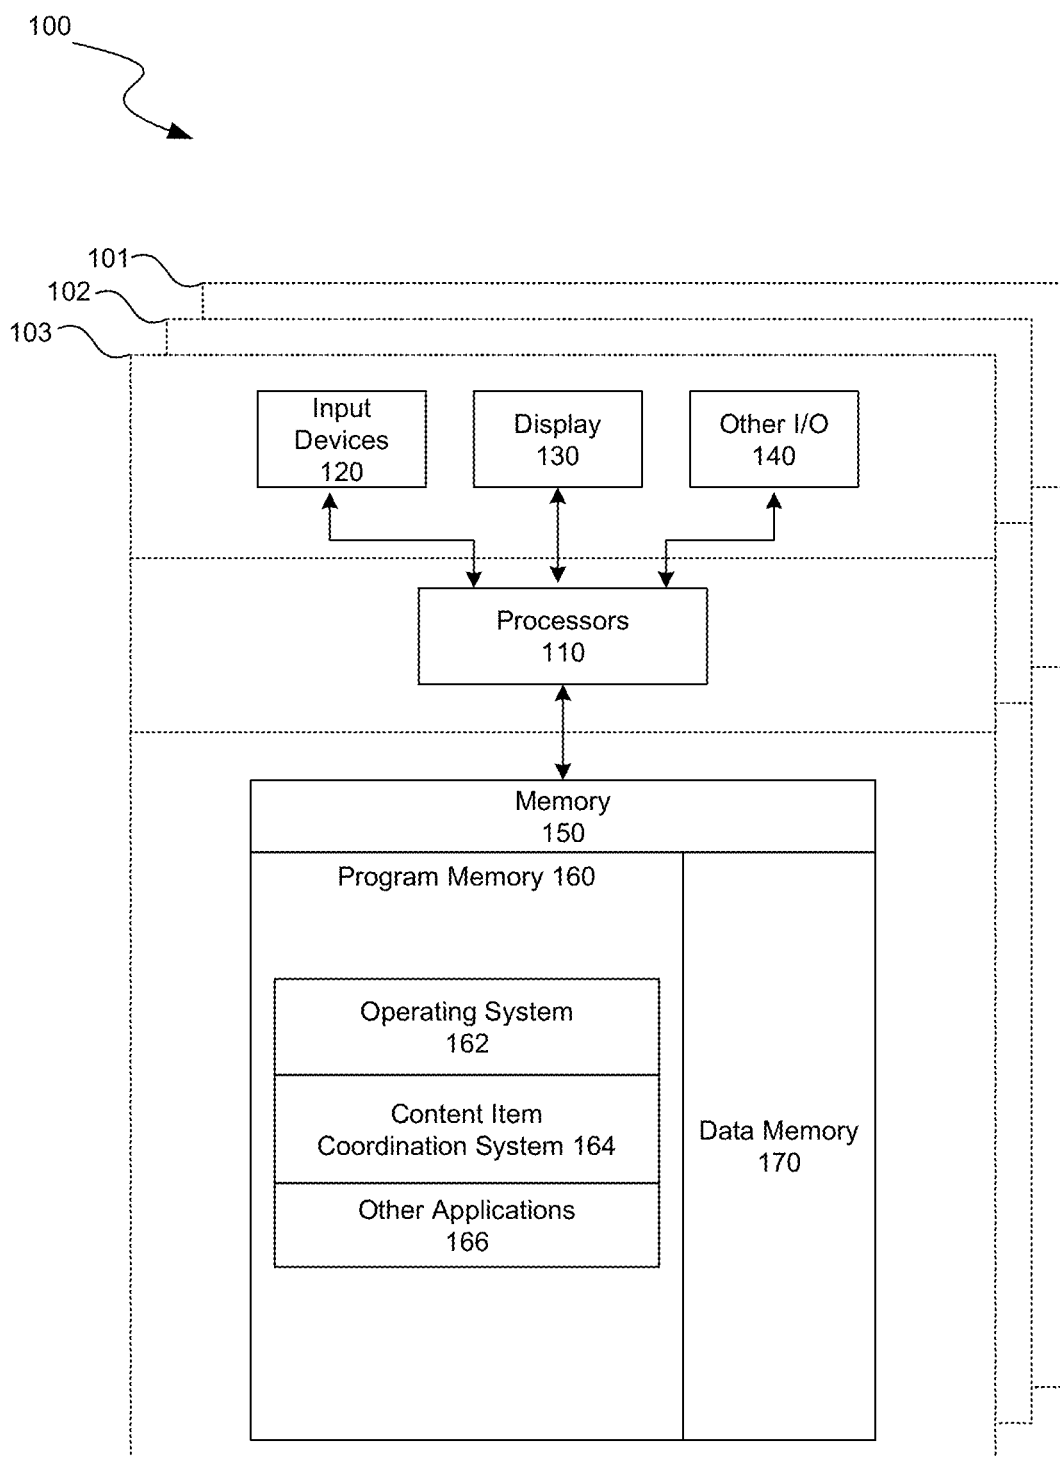 100
101
102
103
Input
Devices
120
Display
130
Other I/O
140
Processors
110
Memory
150
Program Memory 160
Operating System
162
Content Item
Coordination System 164
Other Applications
166
Data Memory
170